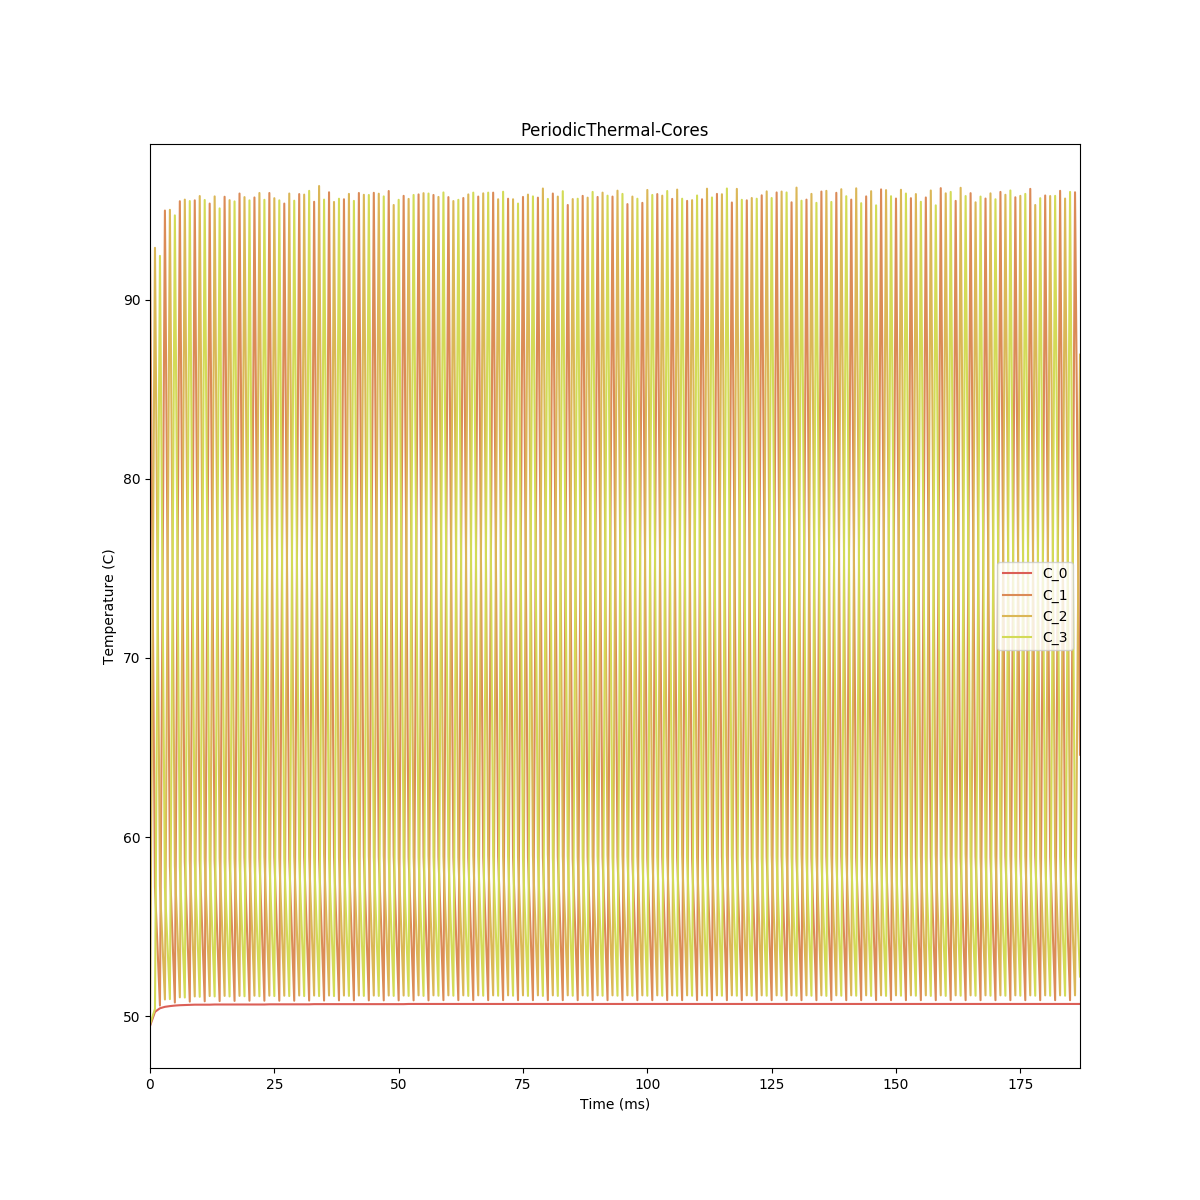 PeriodicThermal-Cores
Temperature (C)
90
80
70
60
50
C_0
C_1
C_2
C_3
0 25 50 75 100 125 150 175
Time (ms)